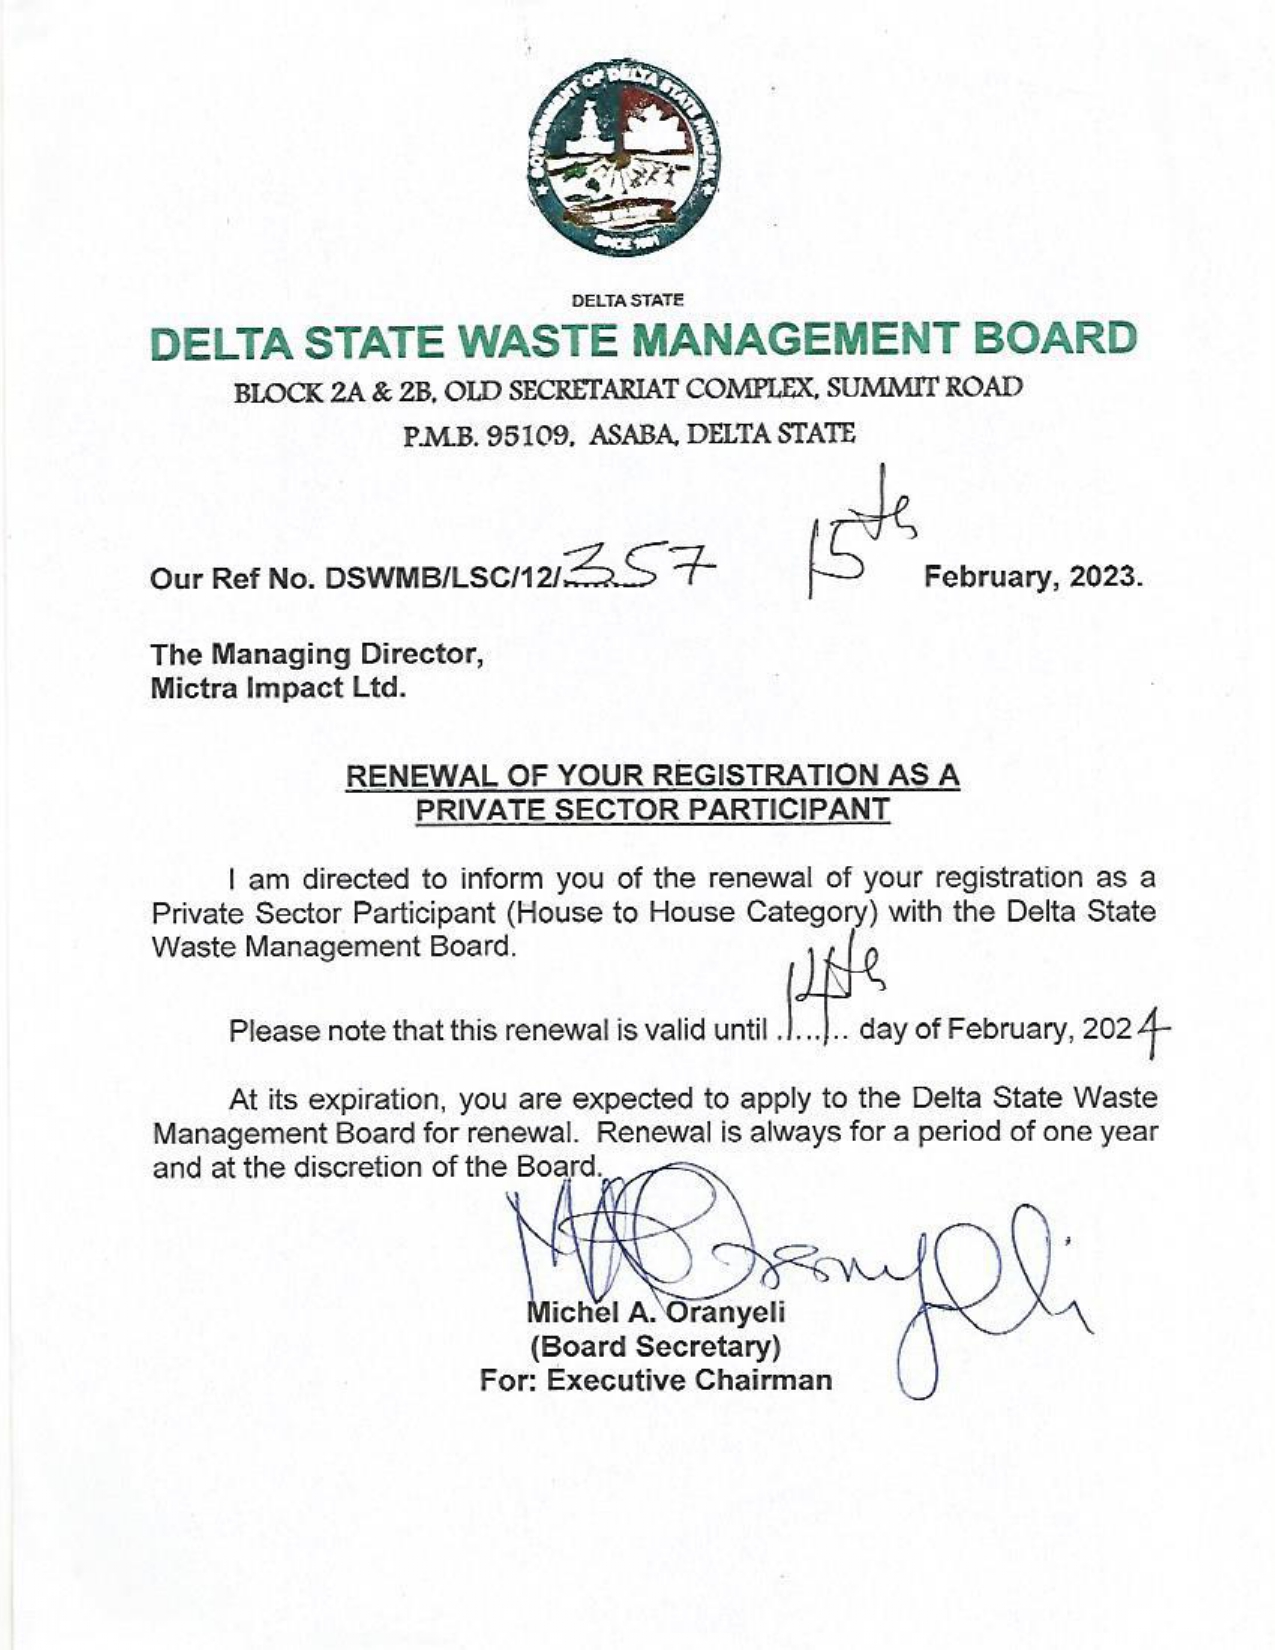 GOVERNMENT OF DELTA STATE NIGERIA
SINCE 1991
DELTA STATE
DELTA STATE WASTE MANAGEMENT BOARD
BLOCK 2A & 2B, OLD SECRETARIAT COMPLEX, SUMMIT ROAD
P.M.B. 95109, ASABA, DELTA STATE
Our Ref No. DSWMB/LSC/12/357 15th February, 2023.
The Managing Director,
Mictra Impact Ltd.
RENEWAL OF YOUR REGISTRATION AS A
PRIVATE SECTOR PARTICIPANT
I am directed to inform you of the renewal of your registration as a
Private Sector Participant (House to House Category) with the Delta State
Waste Management Board.
Please note that this renewal is valid until 14th day of February, 2024
At its expiration, you are expected to apply to the Delta State Waste
Management Board for renewal. Renewal is always for a period of one year
and at the discretion of the Board.
Michel A. Oranyeli
(Board Secretary)
For: Executive Chairman